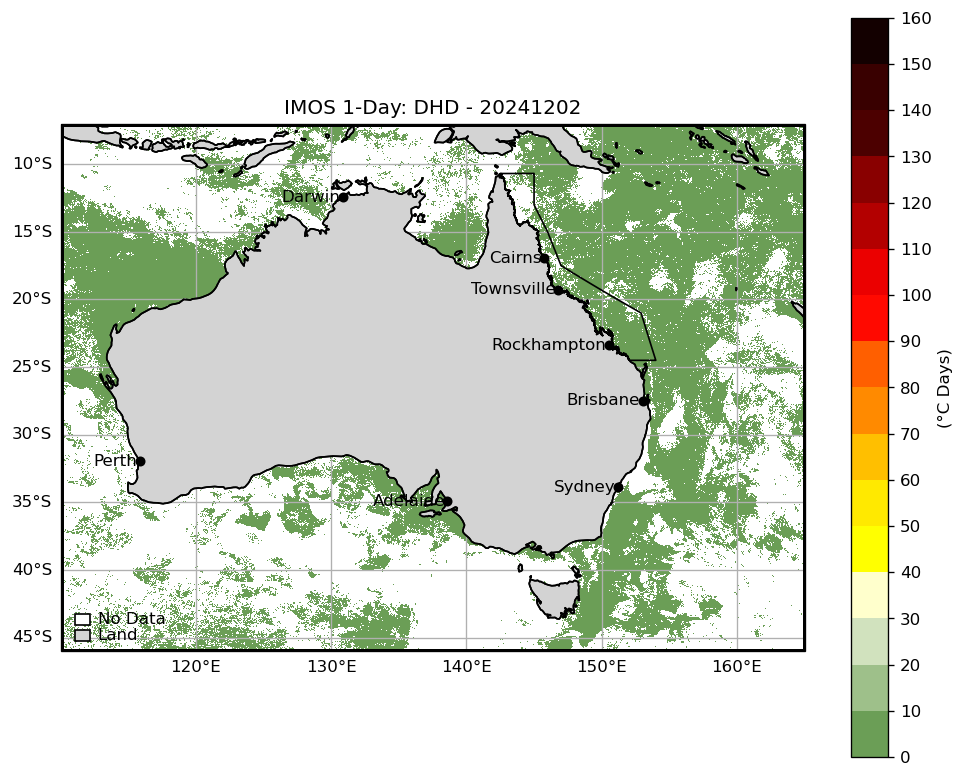 IMOS 1-Day: DHD - 20241202
10°S
15°S
20°S
25°S
30°S
35°S
40°S
45°S
Darwin
Cairns
Townsville
Rockhampton
Brisbane
Perth
Sydney
Adelaide
No Data
Land
120°E 130°E 140°E 150°E 160°E
160
150
140
130
120
110
100
90
80
70
60
50
40
30
20
10
0
(°C Days)